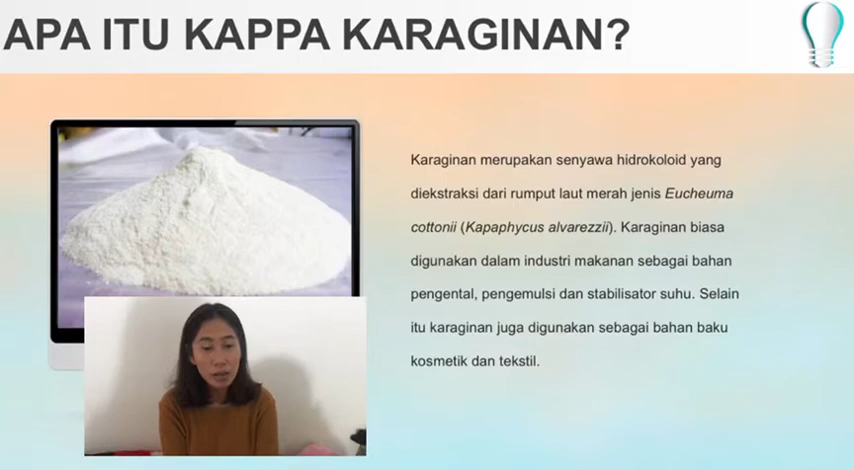 APA ITU KAPPA KARAGINAN?
Karaginan merupakan senyawa hidrokoloid yang
diekstraksi dari rumput laut merah jenis Eucheuma
cottonii (Kapaphycus alvarezzii). Karaginan biasa
digunakan dalam industri makanan sebagai bahan
pengental, pengemulsi dan stabilisator suhu. Selain
itu karaginan juga digunakan sebagai bahan baku
kosmetik dan tekstil.